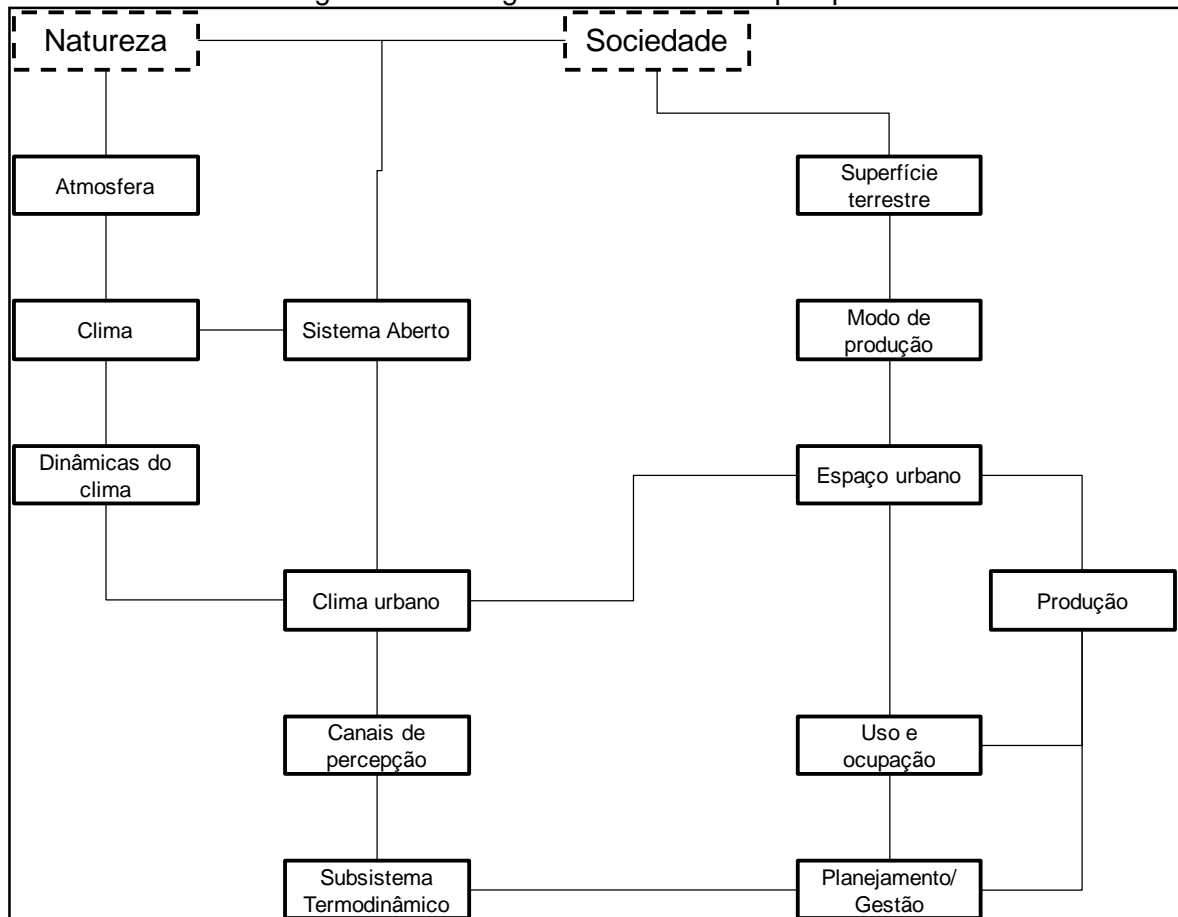 Natureza
Sociedade
Atmosfera
Superfície
terrestre
Clima
Sistema Aberto
Modo de
produção
Dinâmicas do
clima
Espaço urbano
Clima urbano
Produção
Canais de
percepção
Uso e
ocupação
Subsistema
Termodinâmico
Planejamento/
Gestão